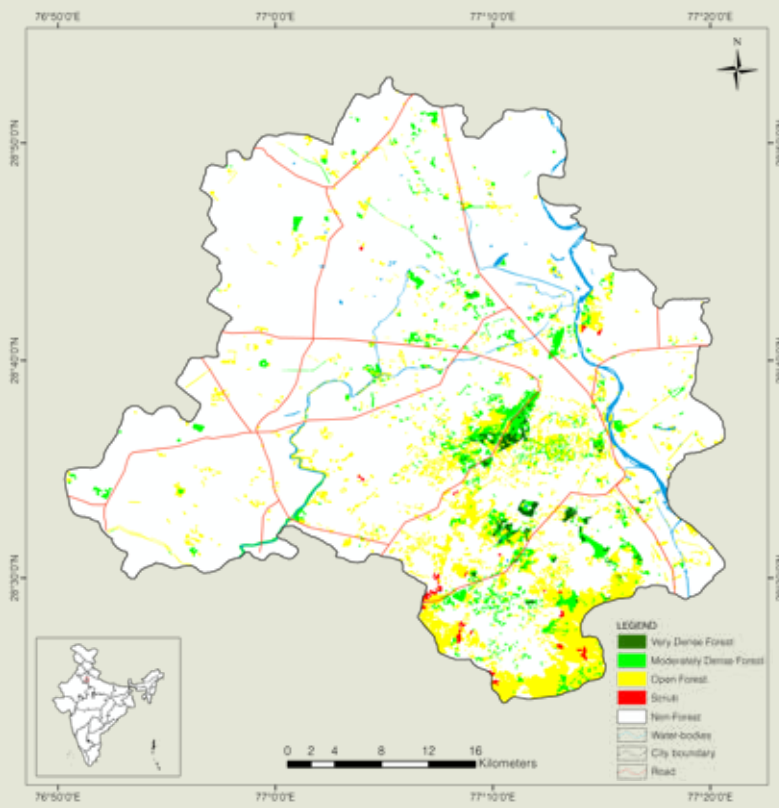 76°50'0"E 77°0'0"E 77°10'0"E 77°20'0"E
N
28°50'0"N
28°40'0"N 28°40'0"N
28°30'0"N
LEGEND
Very Dense Forest
Moderately Dense Forest
Open Forest
Scrub
Non-Forest
Water-bodies
City boundary
Road
0 2 4 8 12 16
Kilometers
76°50'0"E 77°0'0"E 77°10'0"E 77°20'0"E